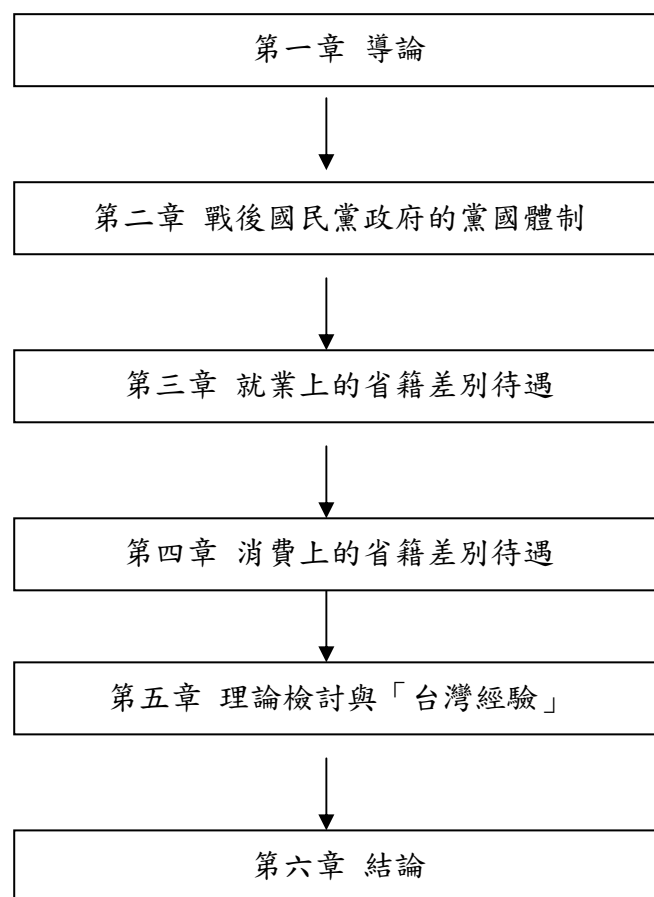 第一章 導論
第二章 戰後國民黨政府的黨國體制
第三章 就業上的省籍差別待遇
第四章 消費上的省籍差別待遇
第五章 理論檢討與「台灣經驗」
第六章 結論